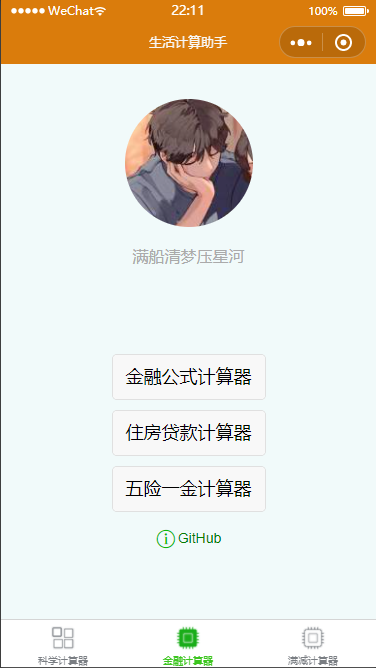 WeChat 22:11 100%
生活计算助手
满船清梦压星河
金融公式计算器
住房贷款计算器
五险一金计算器
GitHub
科学计算器 金融计算器 满减计算器